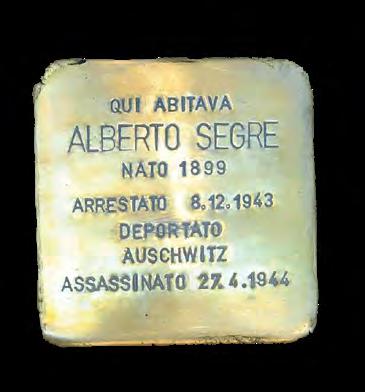 QUI ABITAVA
ALBERTO SEGRE
NATO 1899
ARRESTATO 8.12.1943
DEPORTATO
AUSCHWITZ
ASSASSINATO 27.4.1944